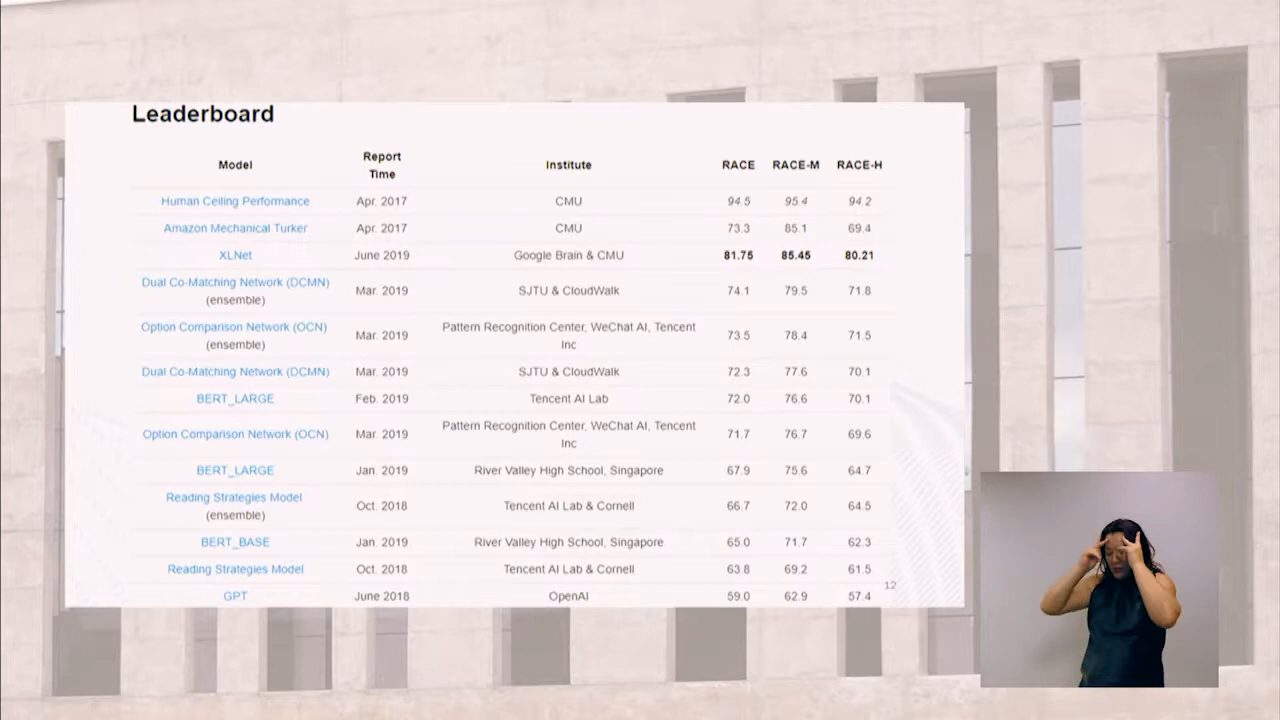 Leaderboard
Model Report Time Institute RACE RACE-M RACE-H
Human Ceiling Performance Apr. 2017 CMU 94.5 95.4 94.2
Amazon Mechanical Turker Apr. 2017 CMU 73.3 85.1 69.4
XLNet June 2019 Google Brain & CMU 81.75 85.45 80.21
Dual Co-Matching Network (DCMN) (ensemble) Mar. 2019 SJTU & CloudWalk 74.1 79.5 71.8
Option Comparison Network (OCN) (ensemble) Mar. 2019 Pattern Recognition Center, WeChat AI, Tencent Inc 73.5 78.4 71.5
Dual Co-Matching Network (DCMN) Mar. 2019 SJTU & CloudWalk 72.3 77.6 70.1
BERT_LARGE Feb. 2019 Tencent AI Lab 72.0 76.6 70.1
Option Comparison Network (OCN) Mar. 2019 Pattern Recognition Center, WeChat AI, Tencent Inc 71.7 76.7 69.6
BERT_LARGE Jan. 2019 River Valley High School, Singapore 67.9 75.6 64.7
Reading Strategies Model (ensemble) Oct. 2018 Tencent AI Lab & Cornell 66.7 72.0 64.5
BERT_BASE Jan. 2019 River Valley High School, Singapore 65.0 71.7 62.3
Reading Strategies Model Oct. 2018 Tencent AI Lab & Cornell 63.8 69.2 61.5
12
GPT June 2018 OpenAI 59.0 62.9 57.4